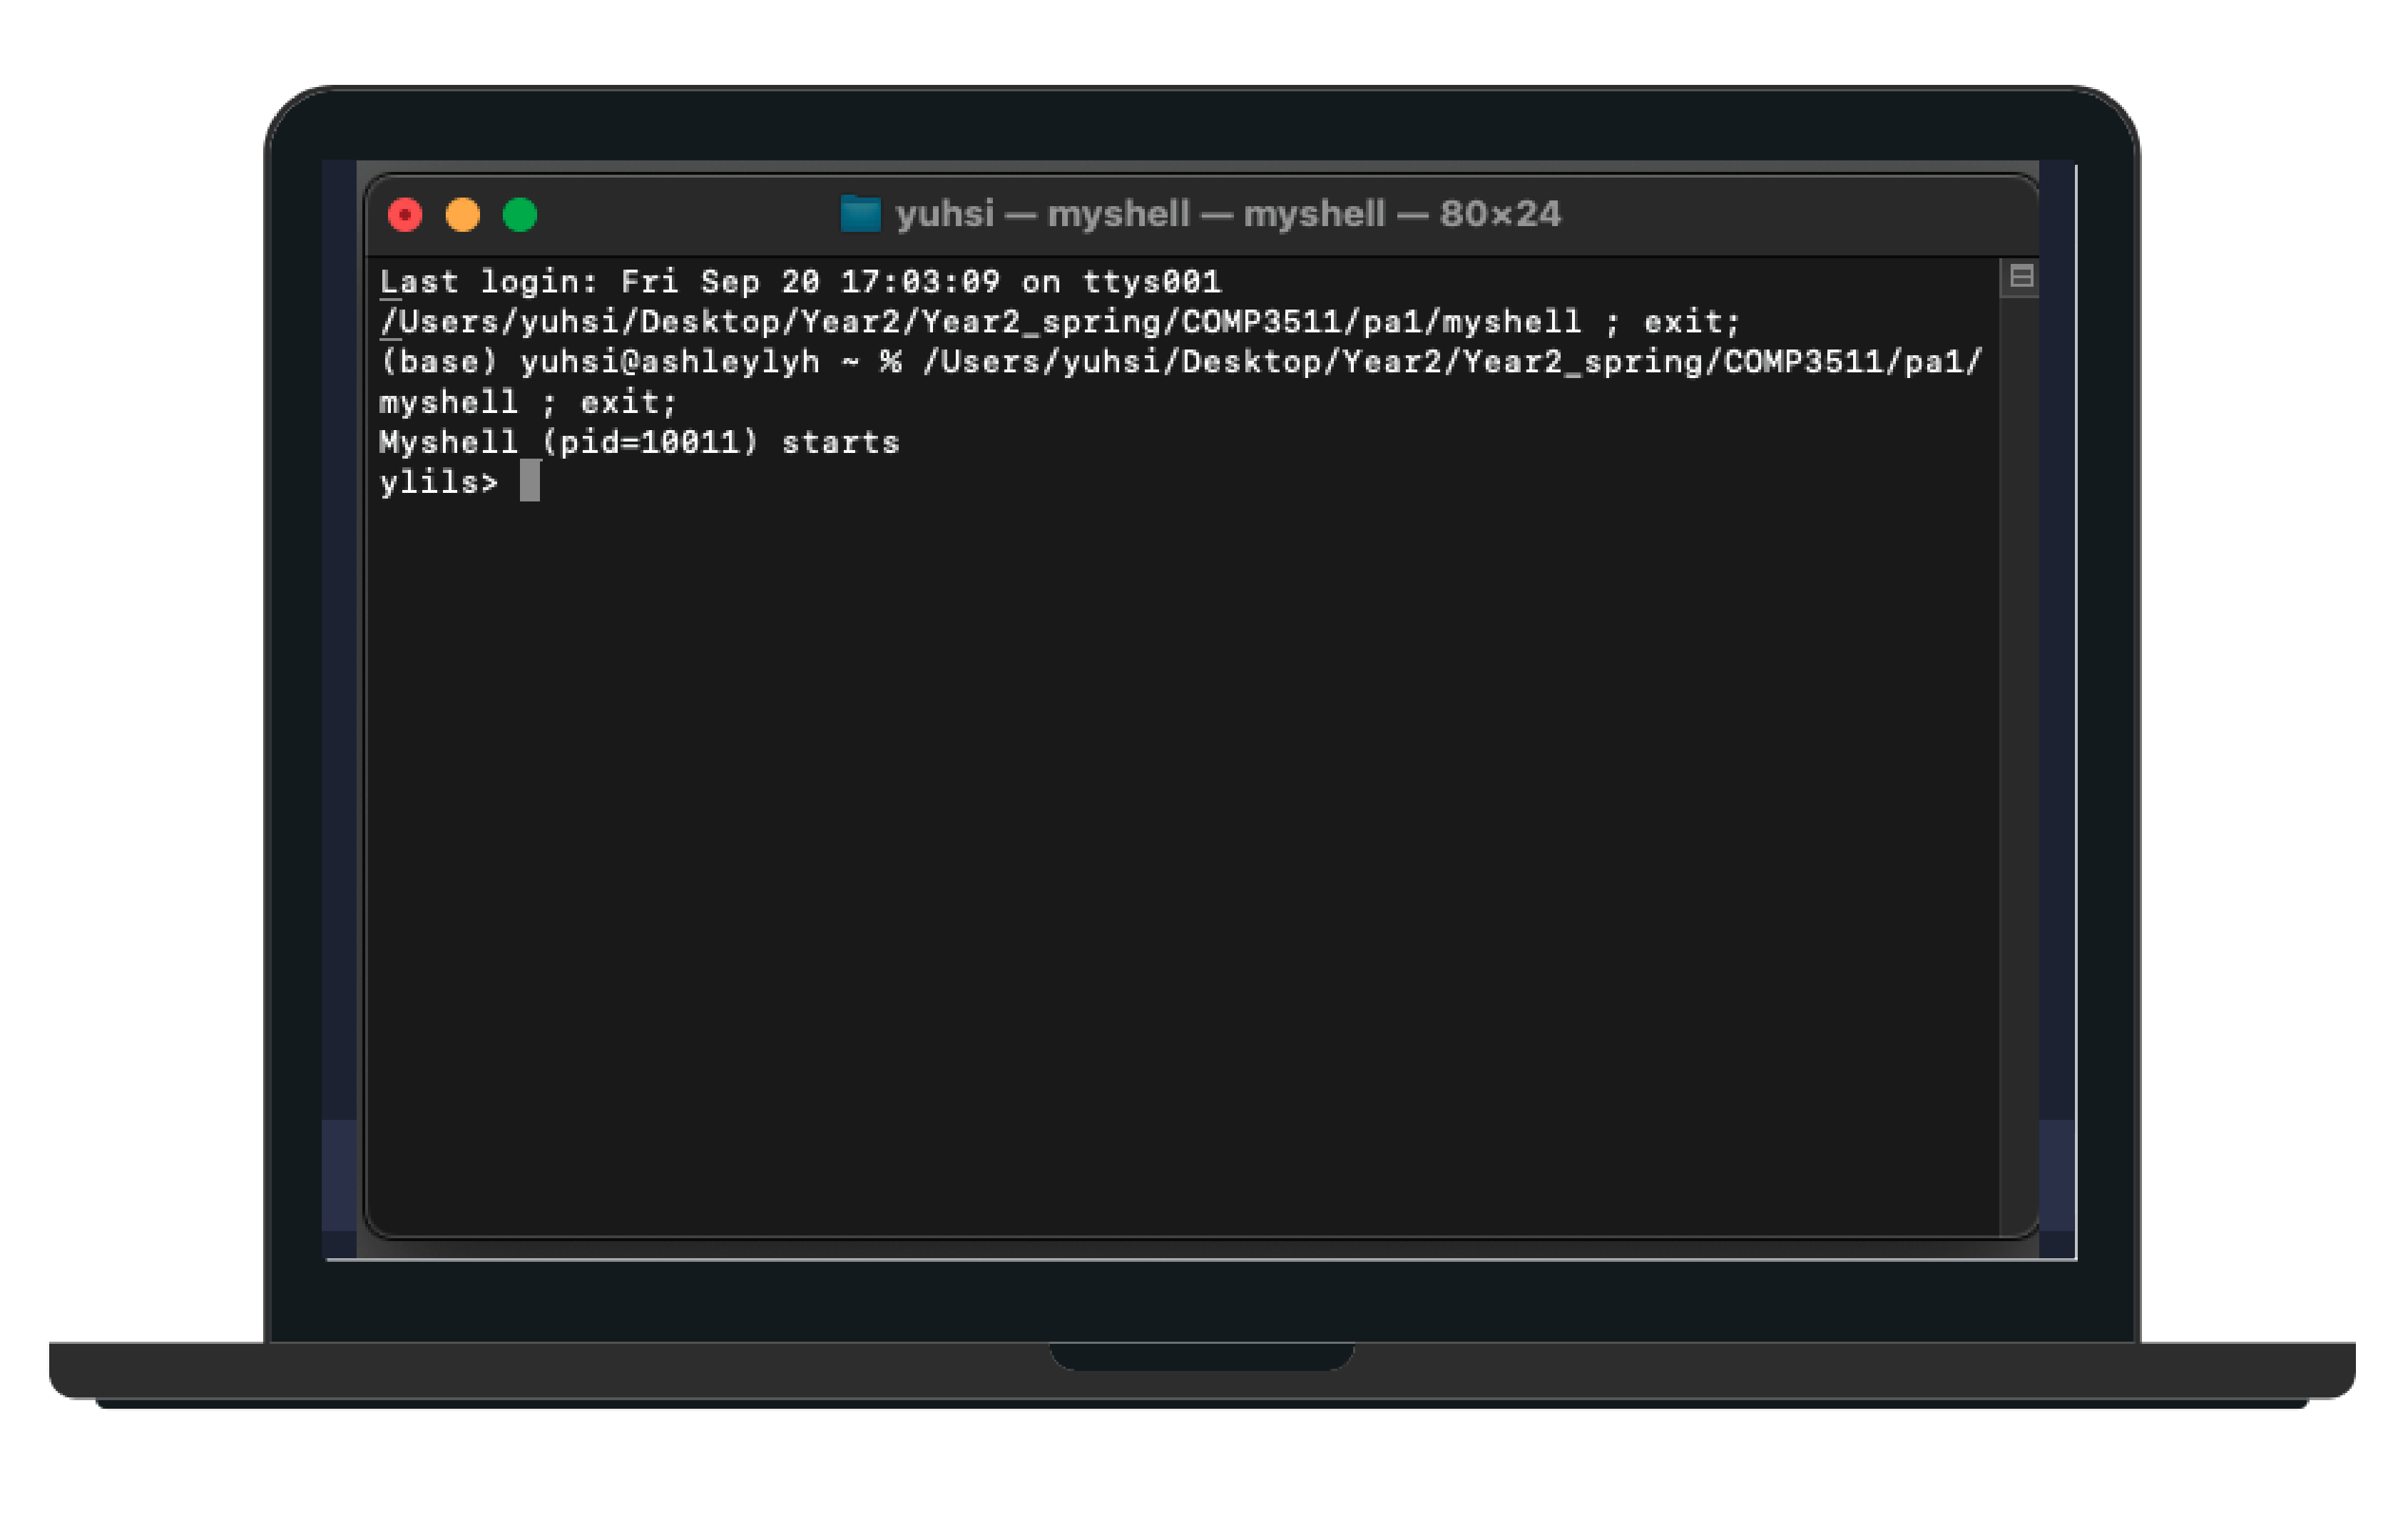 yuhsi — myshell — myshell — 80×24
Last login: Fri Sep 20 17:03:09 on ttys001
/Users/yuhsi/Desktop/Year2/Year2_spring/COMP3511/pa1/myshell ; exit;
(base) yuhsi@ashleylyh ~ % /Users/yuhsi/Desktop/Year2/Year2_spring/COMP3511/pa1/
myshell ; exit;
Myshell (pid=10011) starts
ylils>